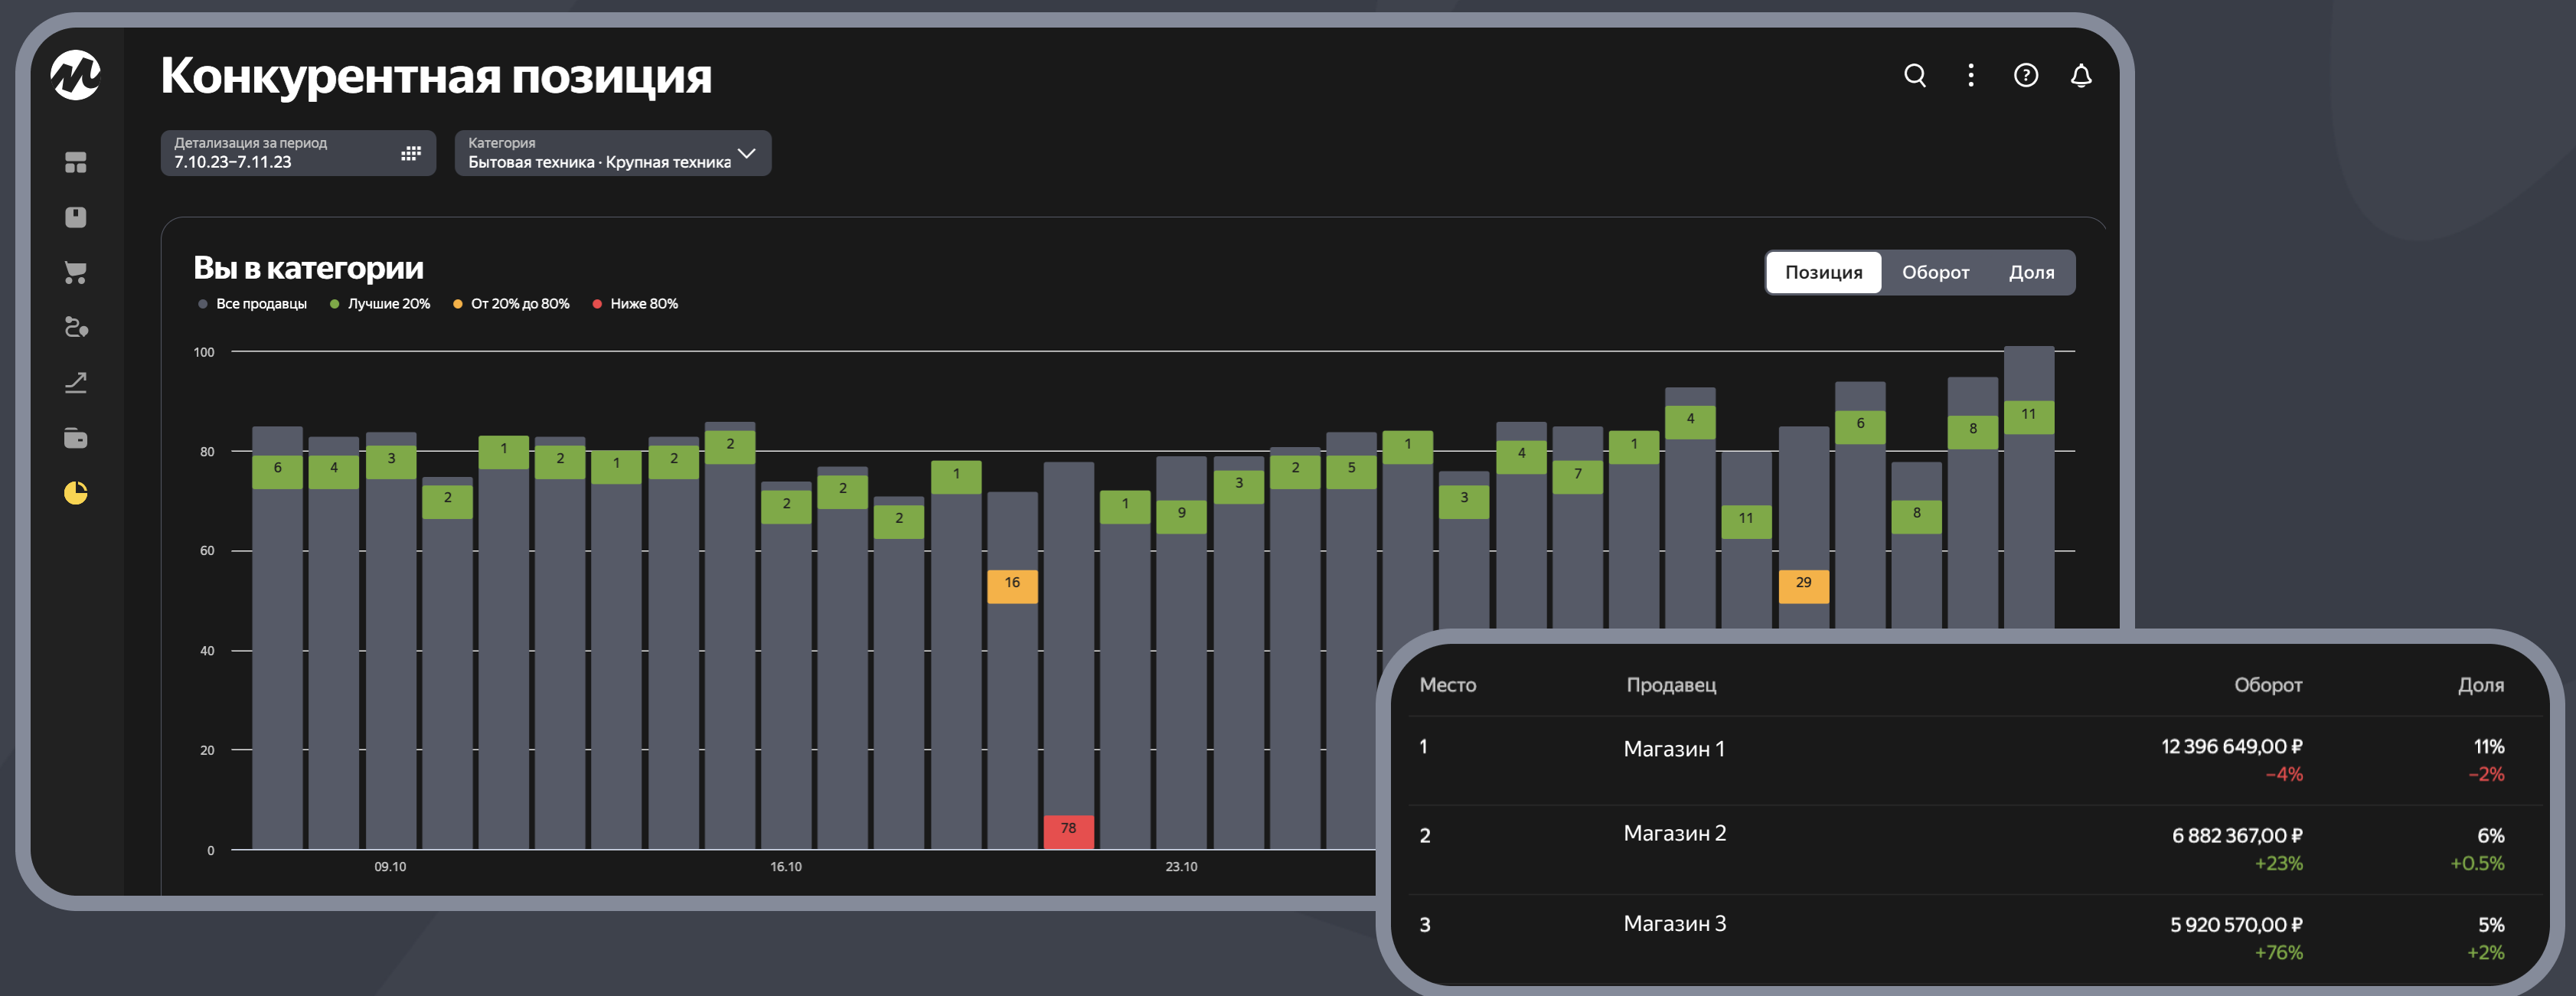 Конкурентная позиция
Детализация за период
7.10.23–7.11.23
Категория
Бытовая техника · Крупная техника
Вы в категории
Все продавцы Лучшие 20% От 20% до 80% Ниже 80%
Позиция Оборот Доля
100
80
60
40
20
0
6 4 3 2 1 2 1 2 2 2 2 2 1 16 78 1 9 3 2 5 1 3 4 7 1 4 11 29 6 8 8 11
09.10 16.10 23.10
Место Продавец Оборот Доля
1 Магазин 1 12 396 649,00 ₽ 11%
–4% –2%
2 Магазин 2 6 882 367,00 ₽ 6%
+23% +0.5%
3 Магазин 3 5 920 570,00 ₽ 5%
+76% +2%